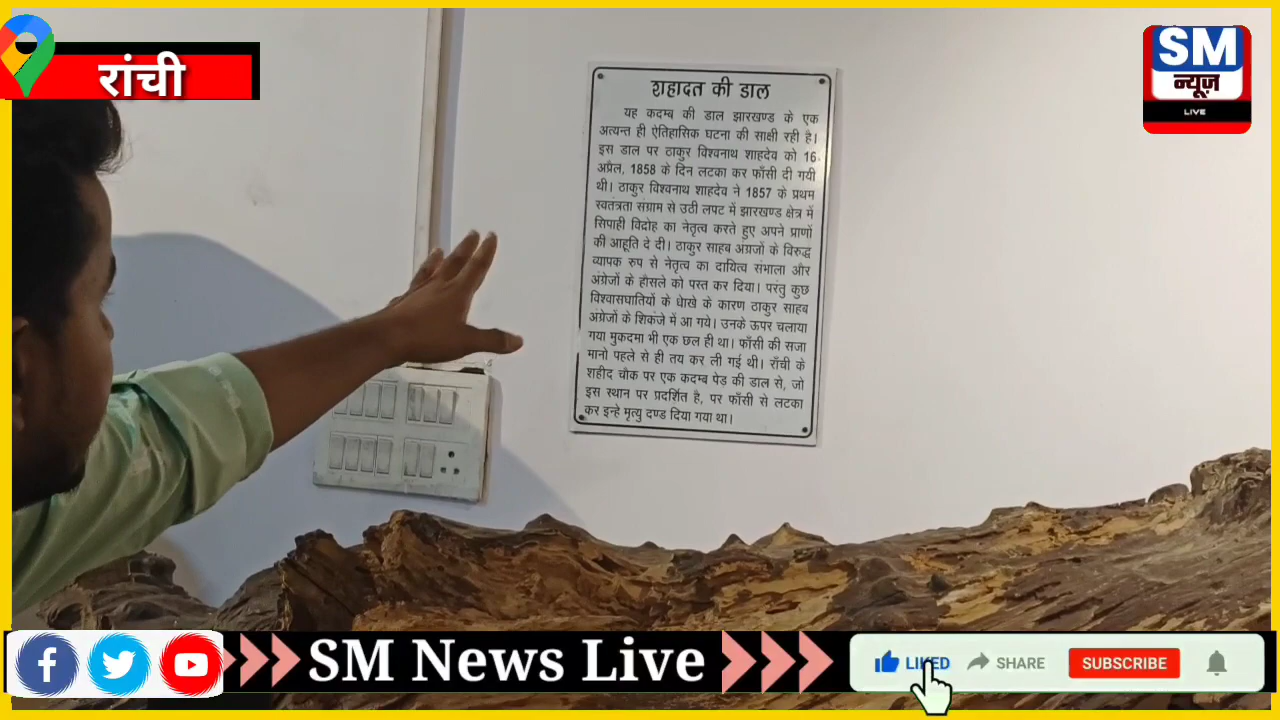 रांची
SM
न्यूज़
LIVE
शहादत की डाल
यह कदम्ब की डाल झारखण्ड के एक
अत्यन्त ही ऐतिहासिक घटना की साक्षी रही है।
इस डाल पर ठाकुर विश्वनाथ शाहदेव को 16
अप्रैल, 1858 के दिन लटका कर फाँसी दी गयी
थी। ठाकुर विश्वनाथ शाहदेव ने 1857 के प्रथम
स्वतंत्रता संग्राम से उठी लपट में झारखण्ड क्षेत्र में
सिपाही विद्रोह का नेतृत्व करते हुए अपने प्राणों
की आहूति दे दी। ठाकुर साहब अंग्रजों के विरुद्ध
व्यापक रुप से नेतृत्व का दायित्व संभाला और
अंग्रेजों के हौसले को पस्त कर दिया। परंतु कुछ
विश्वासघातियों के धोखे के कारण ठाकुर साहब
अंग्रेजों के शिकंजे में आ गये। उनके ऊपर चलाया
गया मुकदमा भी एक छल ही था। फाँसी की सजा
मानो पहले से ही तय कर ली गई थी। राँची के
शहीद चौक पर एक कदम्ब पेड़ की डाल से, जो
इस स्थान पर प्रदर्शित है, पर फाँसी से लटका
कर इन्हे मृत्यु दण्ड दिया गया था।
SM News Live
LIKED
SHARE
SUBSCRIBE